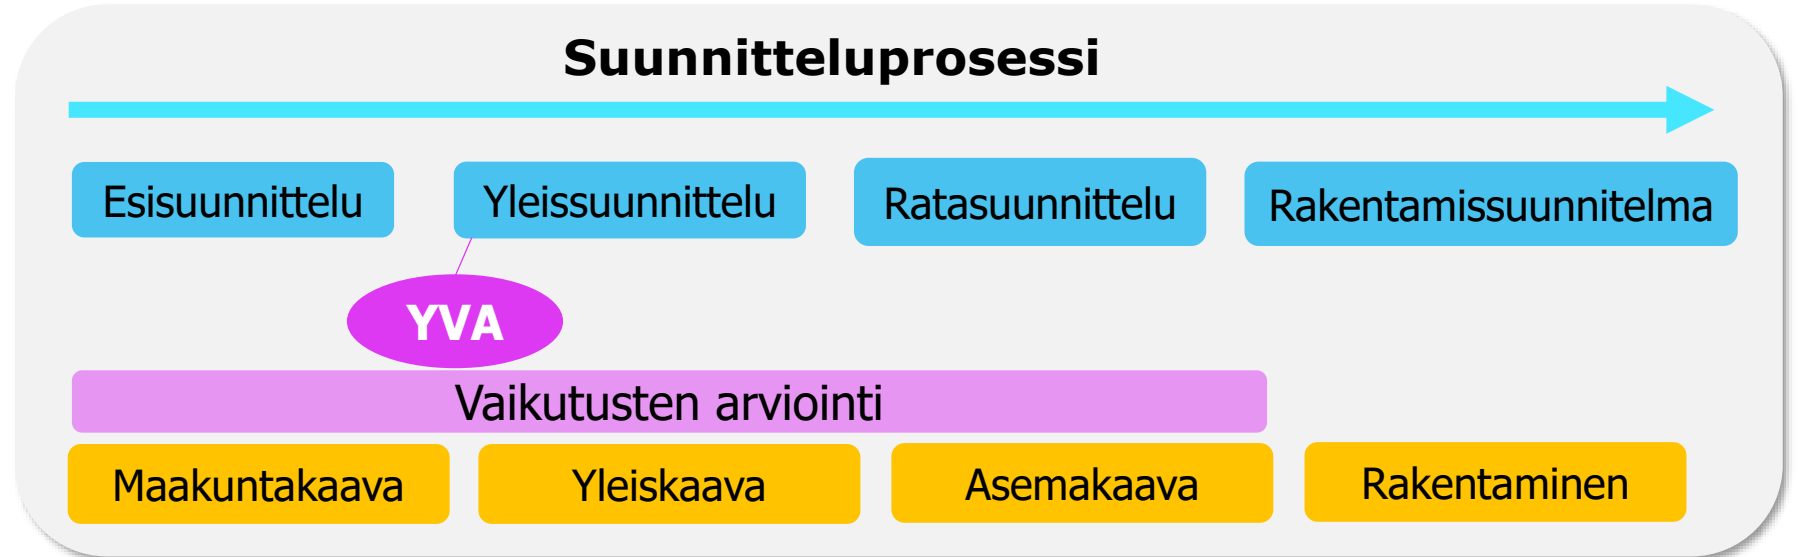 Suunnitteluprosessi
Esisuunnittelu
Yleissuunnittelu
Ratasuunnittelu
Rakentamissuunnitelma
YVA
Vaikutusten arviointi
Maakuntakaava
Yleiskaava
Asemakaava
Rakentaminen